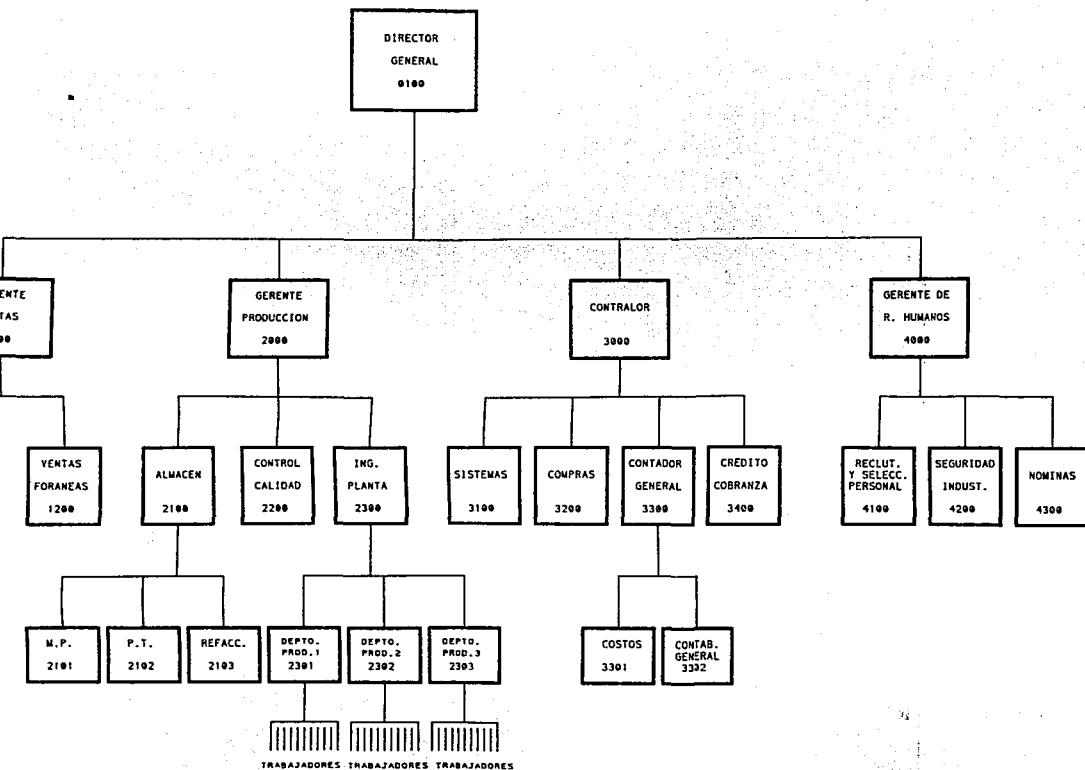 DIRECTOR
GENERAL
0100
GERENTE
PRODUCCION
2000
CONTRALOR
3000
GERENTE DE
R. HUMANOS
4000
VENTAS
FORANEAS
1200
ALMACEN
2100
CONTROL
CALIDAD
2200
ING.
PLANTA
2300
SISTEMAS
3100
COMPRAS
3200
CONTADOR
GENERAL
3300
CREDITO
COBRANZA
3400
RECLUT.
Y SELECC.
PERSONAL
4100
SEGURIDAD
INDUST.
4200
NOMINAS
4300
M.P.
2101
P.T.
2102
REFACC.
2103
DEPTO.
PROD.1
2301
DEPTO.
PROD.2
2302
DEPTO.
PROD.3
2303
COSTOS
3301
CONTAB.
GENERAL
3302
TRABAJADORES
TRABAJADORES
TRABAJADORES